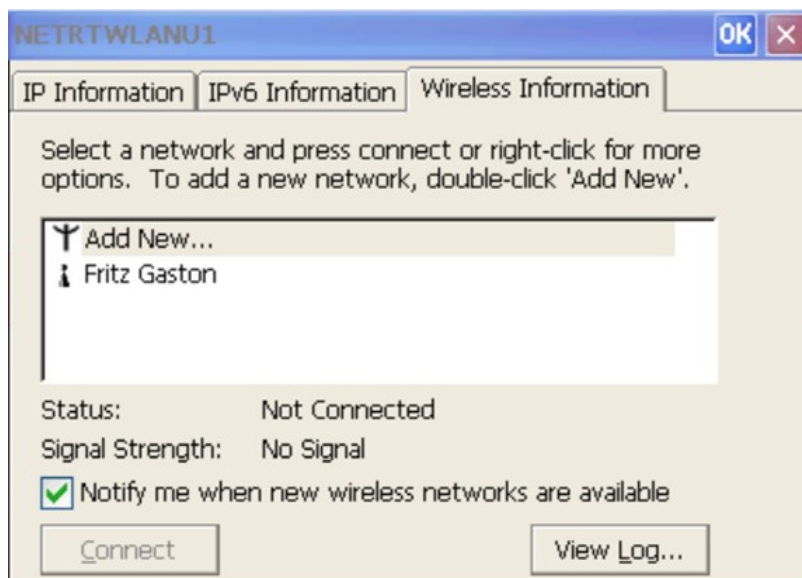 NETRTWLANU1 OK
IP Information IPv6 Information Wireless Information
Select a network and press connect or right-click for more
options. To add a new network, double-click 'Add New'.
Add New...
Fritz Gaston
Status: Not Connected
Signal Strength: No Signal
Notify me when new wireless networks are available
Connect View Log...